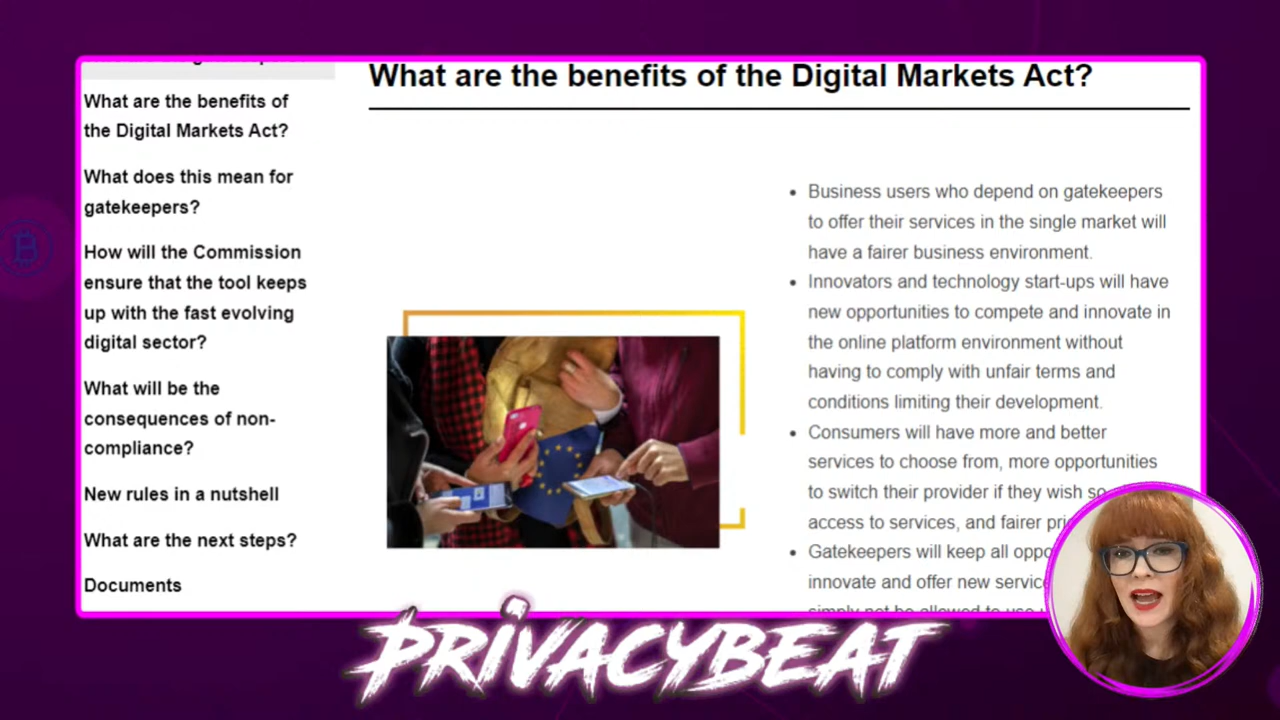 What are the benefits of the Digital Markets Act?
What are the benefits of
the Digital Markets Act?
What does this mean for
gatekeepers?
How will the Commission
ensure that the tool keeps
up with the fast evolving
digital sector?
What will be the
consequences of non-
compliance?
New rules in a nutshell
What are the next steps?
Documents
• Business users who depend on gatekeepers
to offer their services in the single market will
have a fairer business environment.
• Innovators and technology start-ups will have
new opportunities to compete and innovate in
the online platform environment without
having to comply with unfair terms and
conditions limiting their development.
• Consumers will have more and better
services to choose from, more opportunities
to switch their provider if they wish so
access to services, and fairer
• Gatekeepers will keep all
innovate and offer new
simply not be allowed to use
PRIVACYBEAT